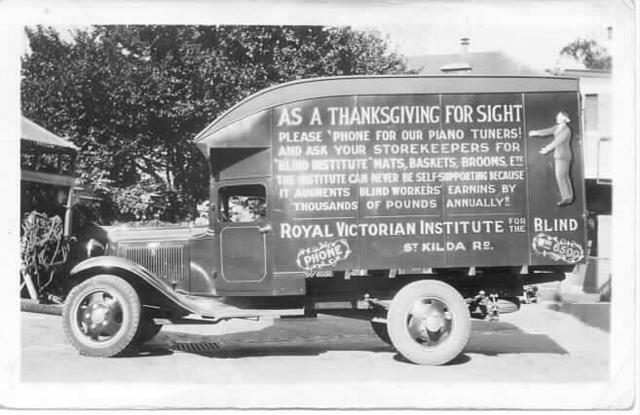 AS A THANKSGIVING FOR SIGHT
PLEASE 'PHONE FOR OUR PIANO TUNERS!
AND ASK YOUR STOREKEEPERS FOR
"BLIND INSTITUTE" MATS, BASKETS, BROOMS, ETC
THE INSTITUTE CAN NEVER BE SELF-SUPPORTING BECAUSE
IT AUGMENTS BLIND WORKERS' EARNINS BY
THOUSANDS OF POUNDS ANNUALLY!!
ROYAL VICTORIAN INSTITUTE FOR THE BLIND
ST. KILDA RD.
PHONE
6500